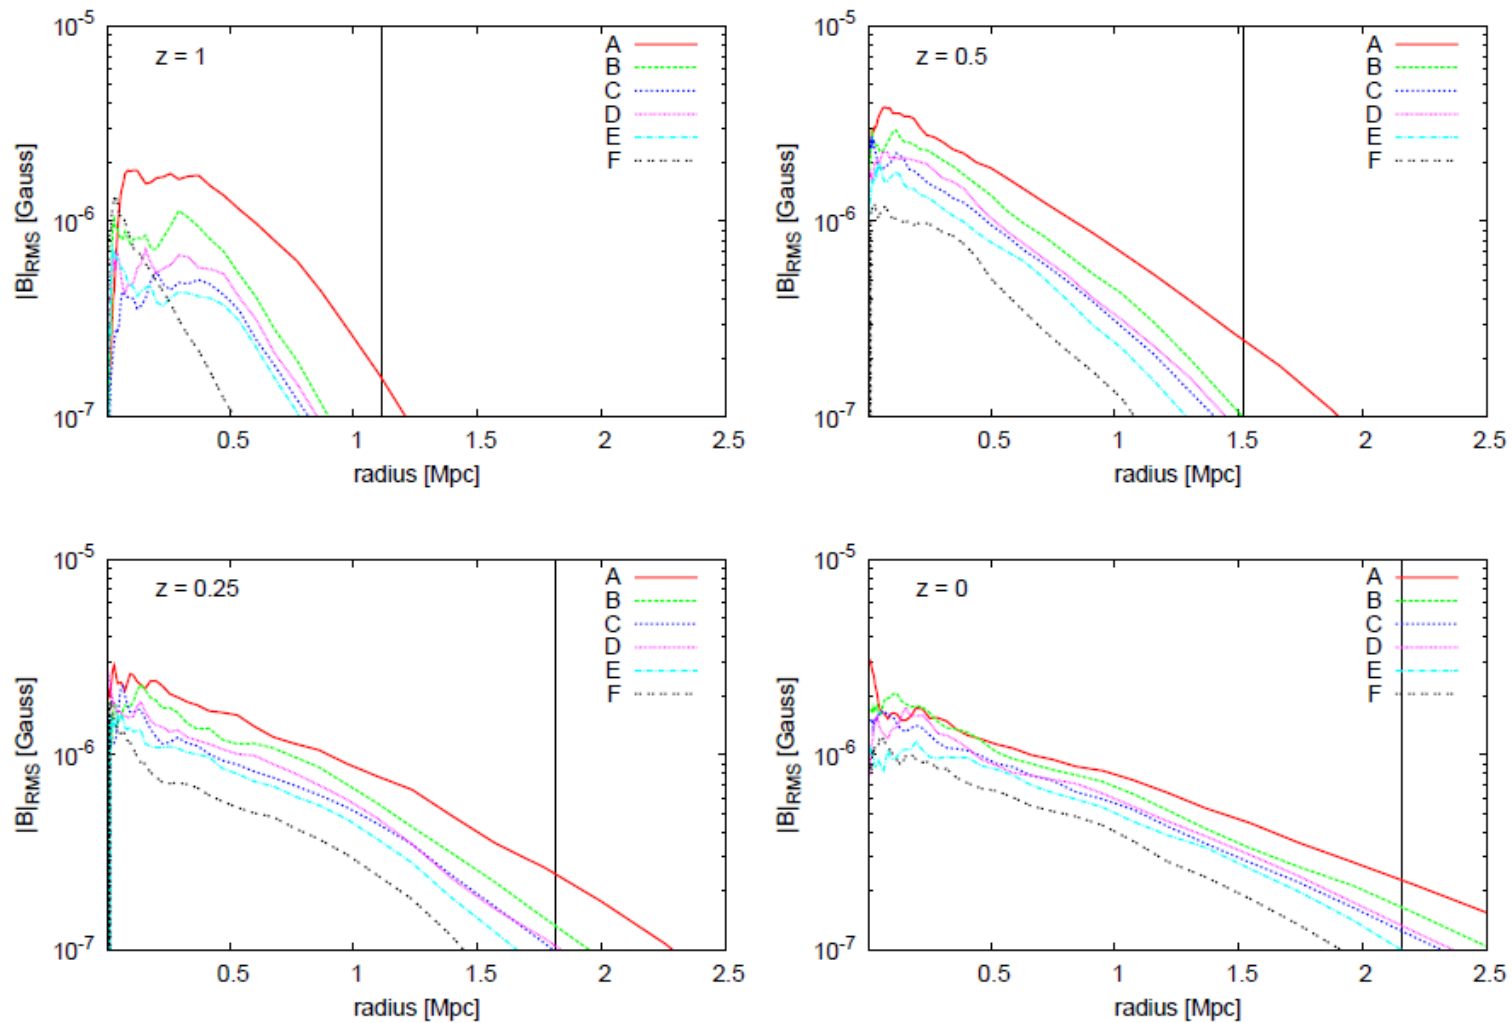 10^-5
z = 1
A
B
C
D
E
F
|B|RMS [Gauss]
10^-6
10^-7
0.5 1 1.5 2 2.5
radius [Mpc]
10^-5
z = 0.5
A
B
C
D
E
F
|B|RMS [Gauss]
10^-6
10^-7
0.5 1 1.5 2 2.5
radius [Mpc]
10^-5
z = 0.25
A
B
C
D
E
F
|B|RMS [Gauss]
10^-6
10^-7
0.5 1 1.5 2 2.5
radius [Mpc]
10^-5
z = 0
A
B
C
D
E
F
|B|RMS [Gauss]
10^-6
10^-7
0.5 1 1.5 2 2.5
radius [Mpc]